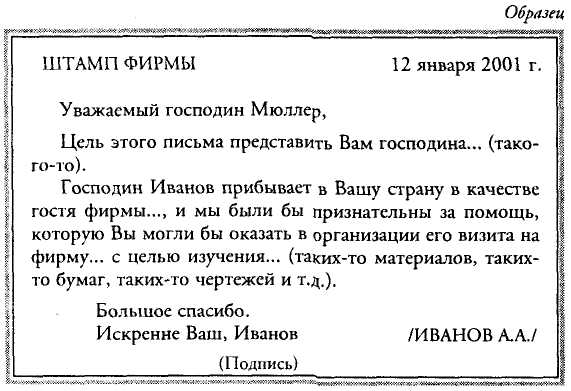 Образец
ШТАМП ФИРМЫ 12 января 2001 г.
Уважаемый господин Мюллер,
Цель этого письма представить Вам господина... (тако-
го-то).
Господин Иванов прибывает в Вашу страну в качестве
гостя фирмы..., и мы были бы признательны за помощь,
которую Вы могли бы оказать в организации его визита на
фирму... с целью изучения... (таких-то материалов, таких-
то бумаг, таких-то чертежей и т.д.).
Большое спасибо.
Искренне Ваш, Иванов /ИВАНОВ А.А./
(Подпись)